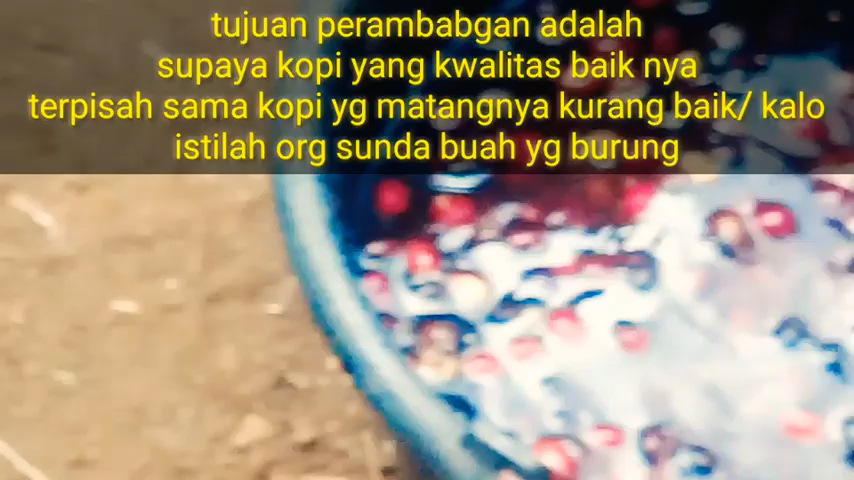 tujuan perambabgan adalah
supaya kopi yang kwalitas baik nya
terpisah sama kopi yg matangnya kurang baik/ kalo
istilah org sunda buah yg burung